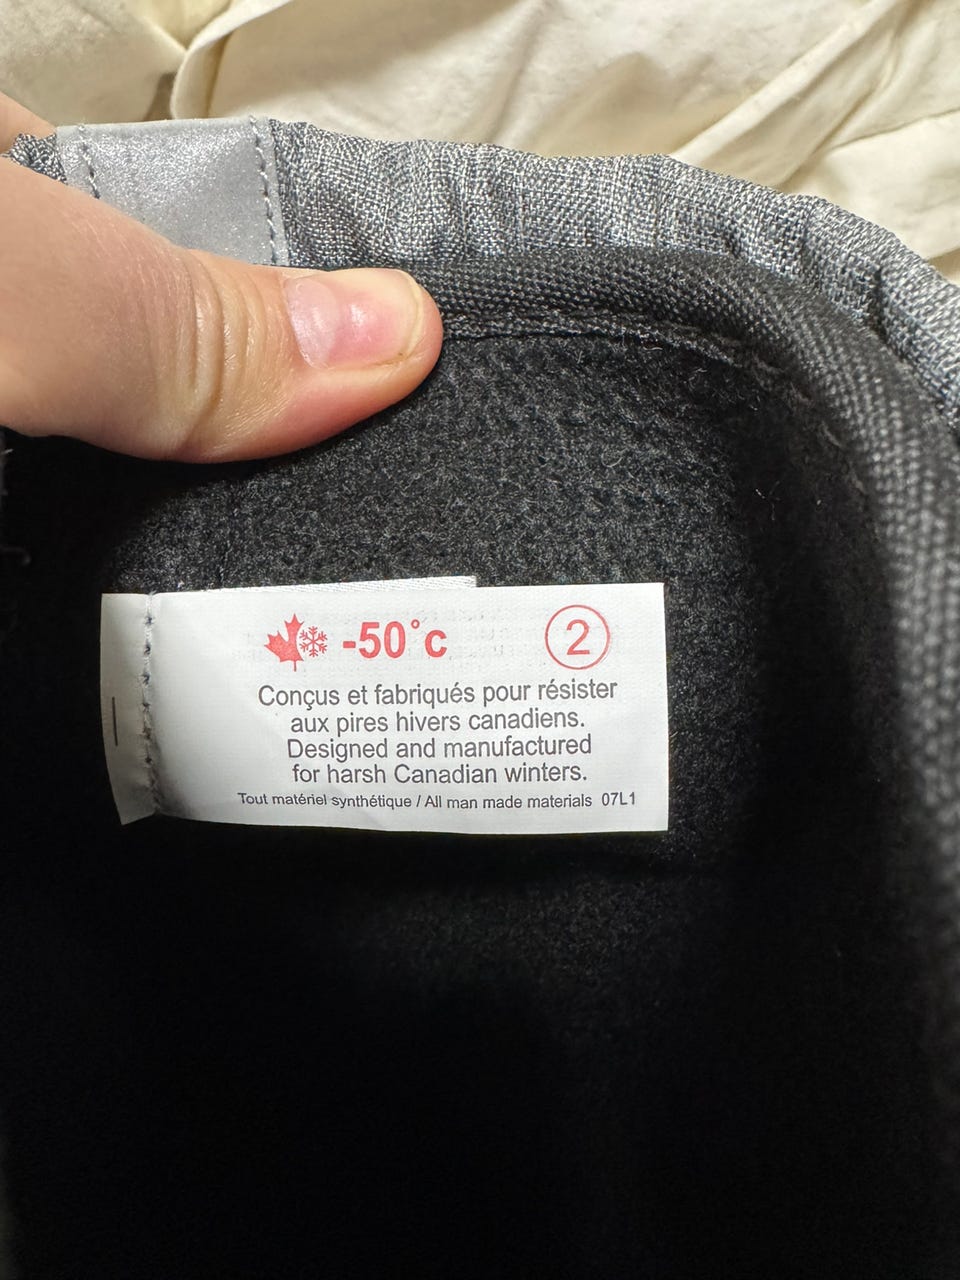 -50°c 2
Conçus et fabriqués pour résister
aux pires hivers canadiens.
Designed and manufactured
for harsh Canadian winters.
Tout matériel synthétique / All man made materials 07L1